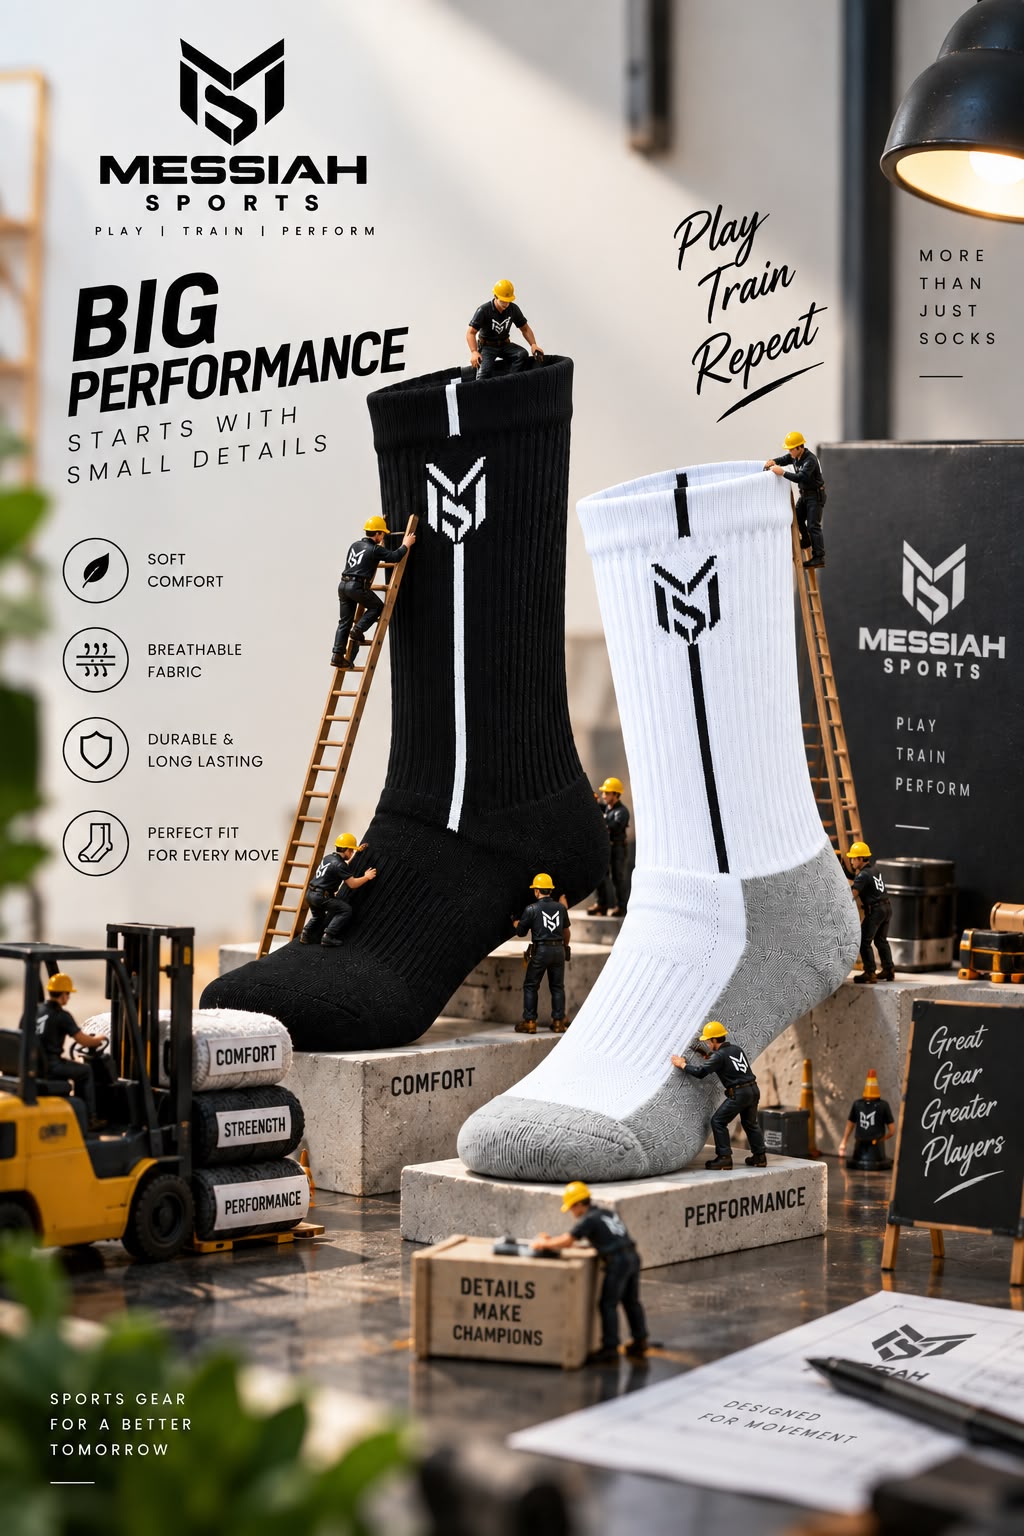 MESSIAH
SPORTS
PLAY | TRAIN | PERFORM
BIG
PERFORMANCE
STARTS WITH
SMALL DETAILS
Play
Train
Repeat
MORE
THAN
JUST
SOCKS
SOFT
COMFORT
BREATHABLE
FABRIC
DURABLE &
LONG LASTING
PERFECT FIT
FOR EVERY MOVE
MESSIAH
SPORTS
PLAY
TRAIN
PERFORM
COMFORT
STRENGTH
PERFORMANCE
COMFORT
PERFORMANCE
Great
Gear
Greater
Players
DETAILS
MAKE
CHAMPIONS
DESIGNED
FOR MOVEMENT
SPORTS GEAR
FOR A BETTER
TOMORROW